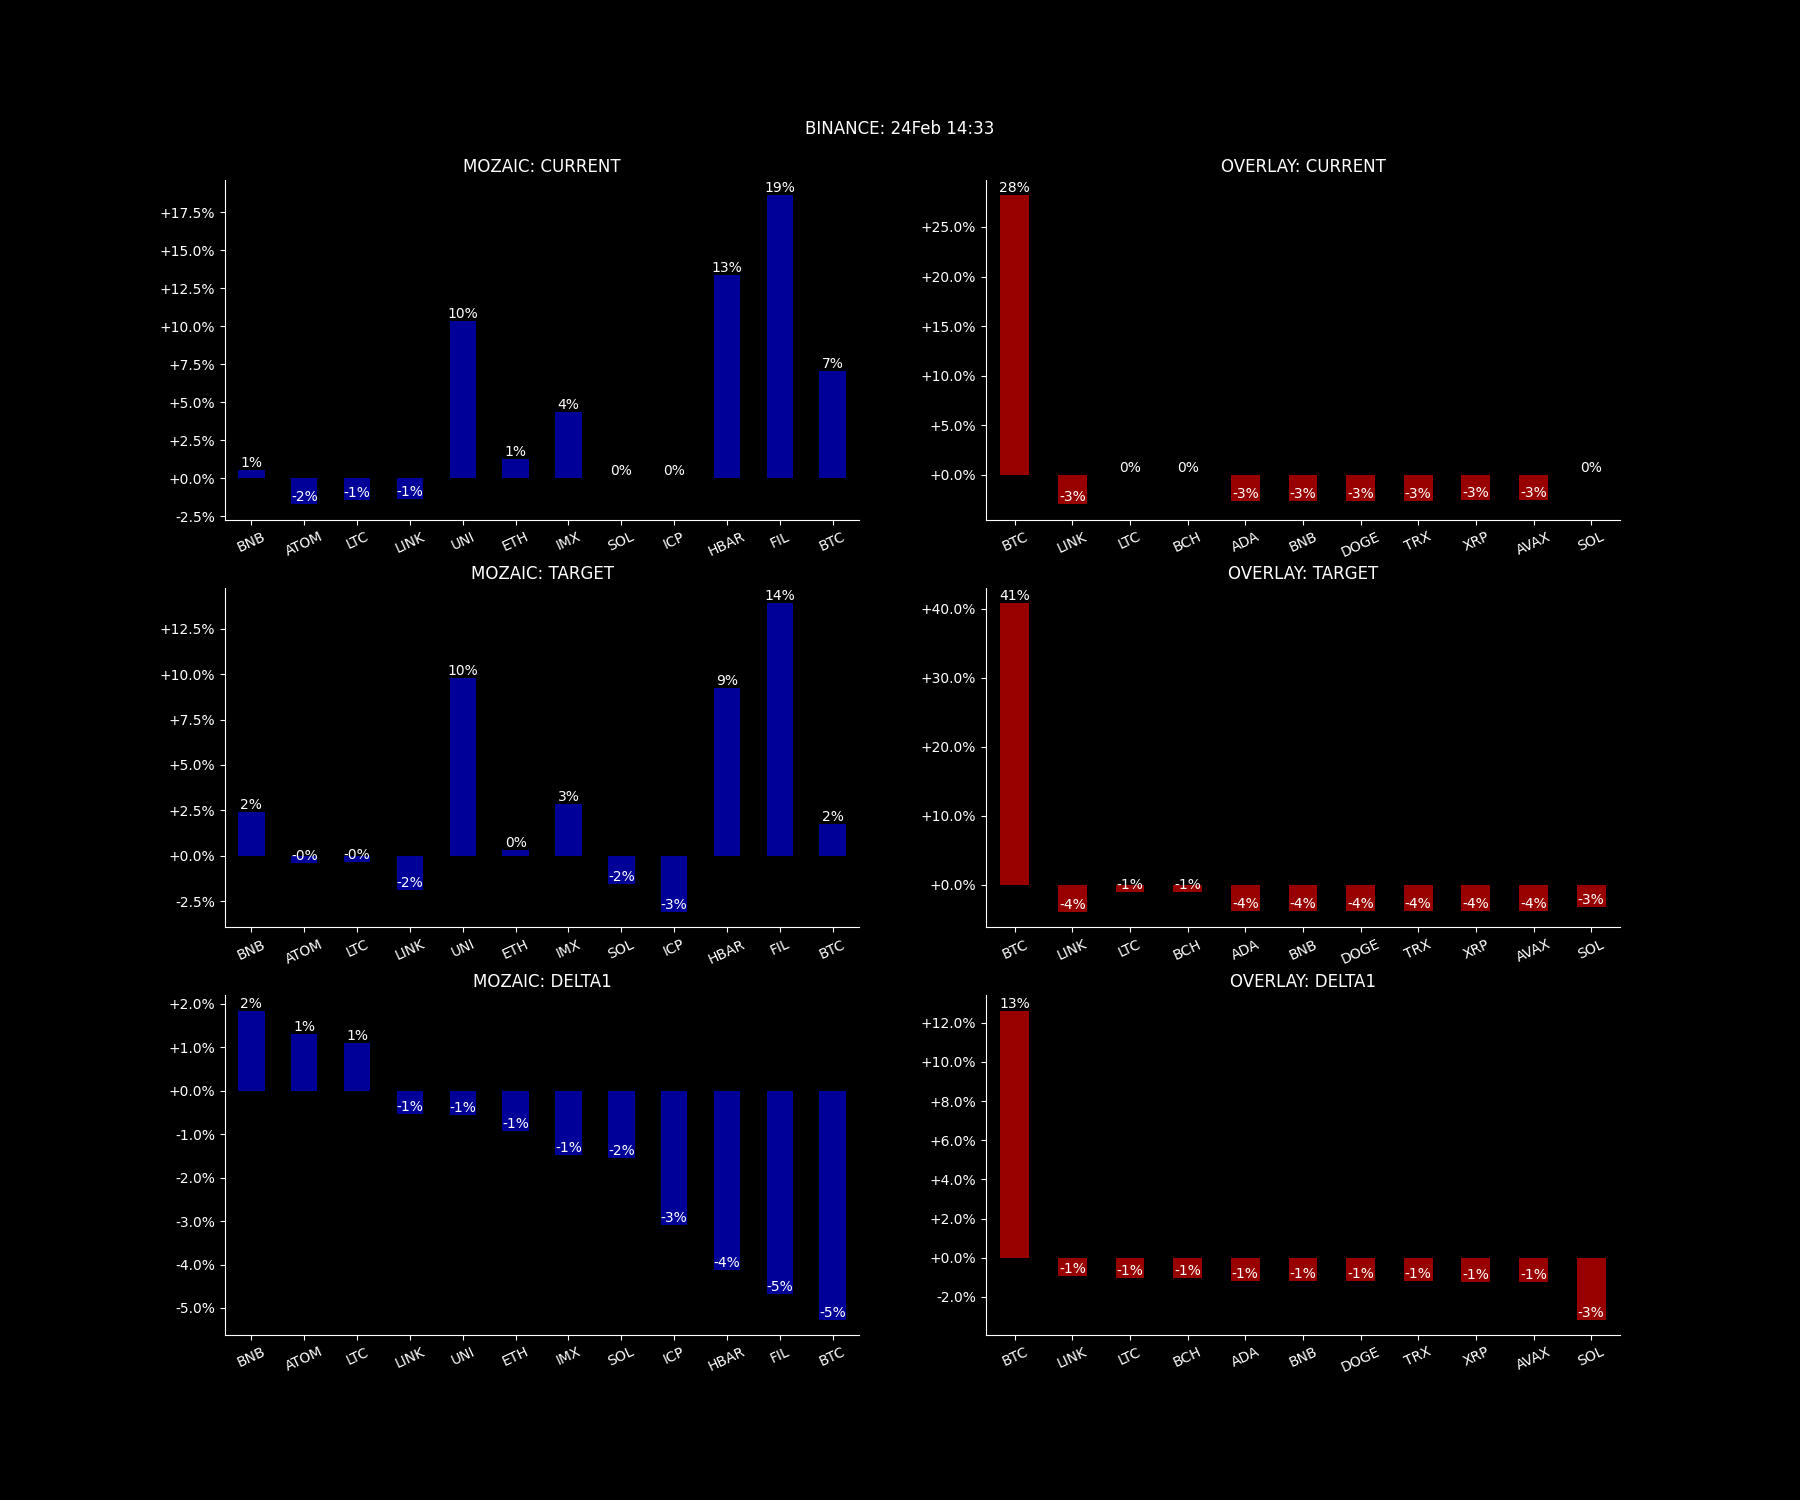 BINANCE: 24Feb 14:33
MOZAIC: CURRENT
+17.5%
+15.0%
+12.5%
+10.0%
+7.5%
+5.0%
+2.5%
+0.0%
-2.5%
1% -2% -1% -1% 10% 1% 4% 0% 0% 13% 19% 7%
BNB ATOM LTC LINK UNI ETH IMX SOL ICP HBAR FIL BTC
OVERLAY: CURRENT
+25.0%
+20.0%
+15.0%
+10.0%
+5.0%
+0.0%
28% -3% 0% 0% -3% -3% -3% -3% -3% -3% 0%
BTC LINK LTC BCH ADA BNB DOGE TRX XRP AVAX SOL
MOZAIC: TARGET
+12.5%
+10.0%
+7.5%
+5.0%
+2.5%
+0.0%
-2.5%
2% -0% -0% -2% 10% 0% 3% -2% -3% 9% 14% 2%
BNB ATOM LTC LINK UNI ETH IMX SOL ICP HBAR FIL BTC
OVERLAY: TARGET
+40.0%
+30.0%
+20.0%
+10.0%
+0.0%
41% -4% -1% -1% -4% -4% -4% -4% -4% -4% -3%
BTC LINK LTC BCH ADA BNB DOGE TRX XRP AVAX SOL
MOZAIC: DELTA1
+2.0%
+1.0%
+0.0%
-1.0%
-2.0%
-3.0%
-4.0%
-5.0%
2% 1% 1% -1% -1% -1% -1% -2% -3% -4% -5% -5%
BNB ATOM LTC LINK UNI ETH IMX SOL ICP HBAR FIL BTC
OVERLAY: DELTA1
+12.0%
+10.0%
+8.0%
+6.0%
+4.0%
+2.0%
+0.0%
-2.0%
13% -1% -1% -1% -1% -1% -1% -1% -1% -1% -3%
BTC LINK LTC BCH ADA BNB DOGE TRX XRP AVAX SOL